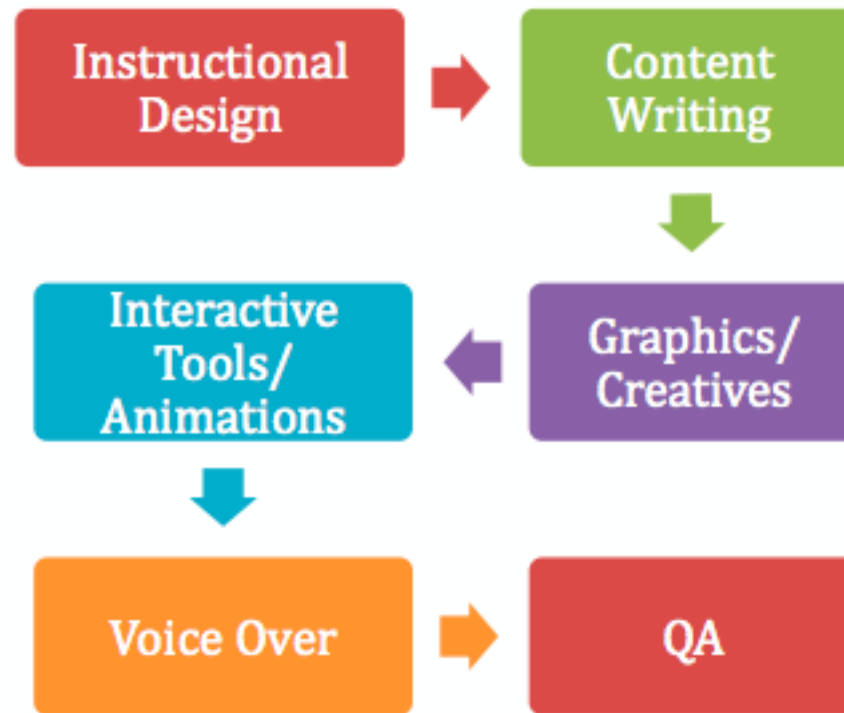 Instructional
Design
Content
Writing
Graphics/
Creatives
Interactive
Tools/
Animations
Voice Over
QA